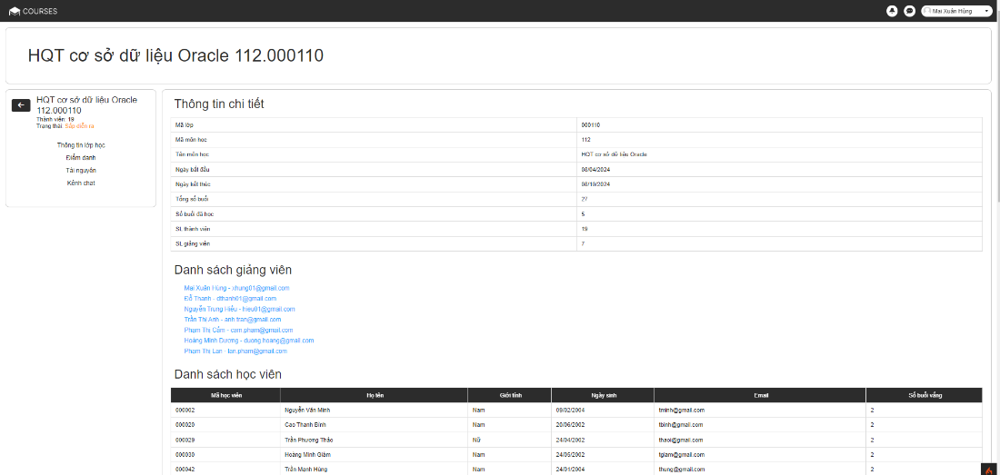 COURSES
Mai Xuân Hùng
HQT cơ sở dữ liệu Oracle 112.000110
HQT cơ sở dữ liệu Oracle
112.000110
Thành viên: 19
Trạng thái: Sắp diễn ra
Thông tin lớp học
Điểm danh
Tài nguyên
Kênh chat
Thông tin chi tiết
Mã lớp 000110
Mã môn học 112
Tên môn học HQT cơ sở dữ liệu Oracle
Ngày bắt đầu 08/04/2024
Ngày kết thúc 08/10/2024
Tổng số buổi 27
Số buổi đã học 5
SL thành viên 19
SL giảng viên 7
Danh sách giảng viên
Mai Xuân Hùng - xhung01@gmail.com
Đỗ Thanh - dthanh01@gmail.com
Nguyễn Trung Hiếu - hieu01@gmail.com
Trần Thị Anh - anh.tran@gmail.com
Phạm Thị Cẩm - cam.pham@gmail.com
Hoàng Minh Dương - duong.hoang@gmail.com
Phạm Thị Lan - lan.pham@gmail.com
Danh sách học viên
Mã học viên Họ tên Giới tính Ngày sinh Email Số buổi vắng
000002 Nguyễn Văn Minh Nam 09/02/2004 tminh@gmail.com 2
000020 Cao Thanh Bình Nam 20/06/2002 tbinh@gmail.com 2
000029 Trần Phương Thảo Nữ 24/04/2002 thaoi@gmail.com 2
000030 Hoàng Minh Giám Nam 24/05/2002 tgiam@gmail.com 2
000042 Trần Mạnh Hùng Nam 24/01/2004 thung@gmail.com 2